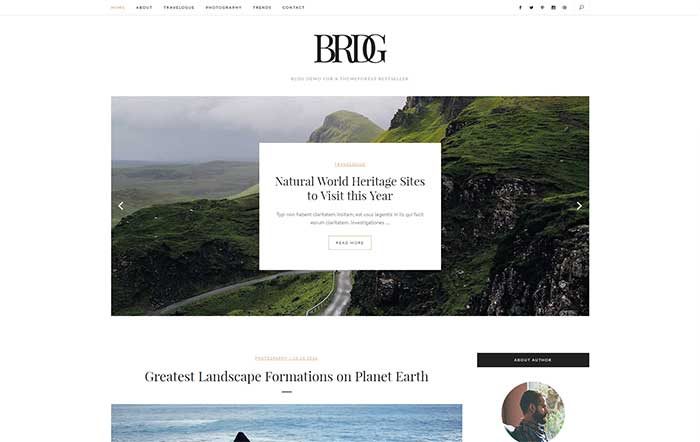 HOME ABOUT TRAVELOGUE PHOTOGRAPHY TRENDS CONTACT
BRDG
BLOG DEMO FOR A THEMEFOREST BESTSELLER
TRAVELOGUE
Natural World Heritage Sites
to Visit this Year
Typi non habent claritatem insitam; est usus legentis in iis qui facit
eorum claritatem. Investigationes ...
READ MORE
PHOTOGRAPHY
Greatest Landscape Formations on Planet Earth
ABOUT AUTHOR